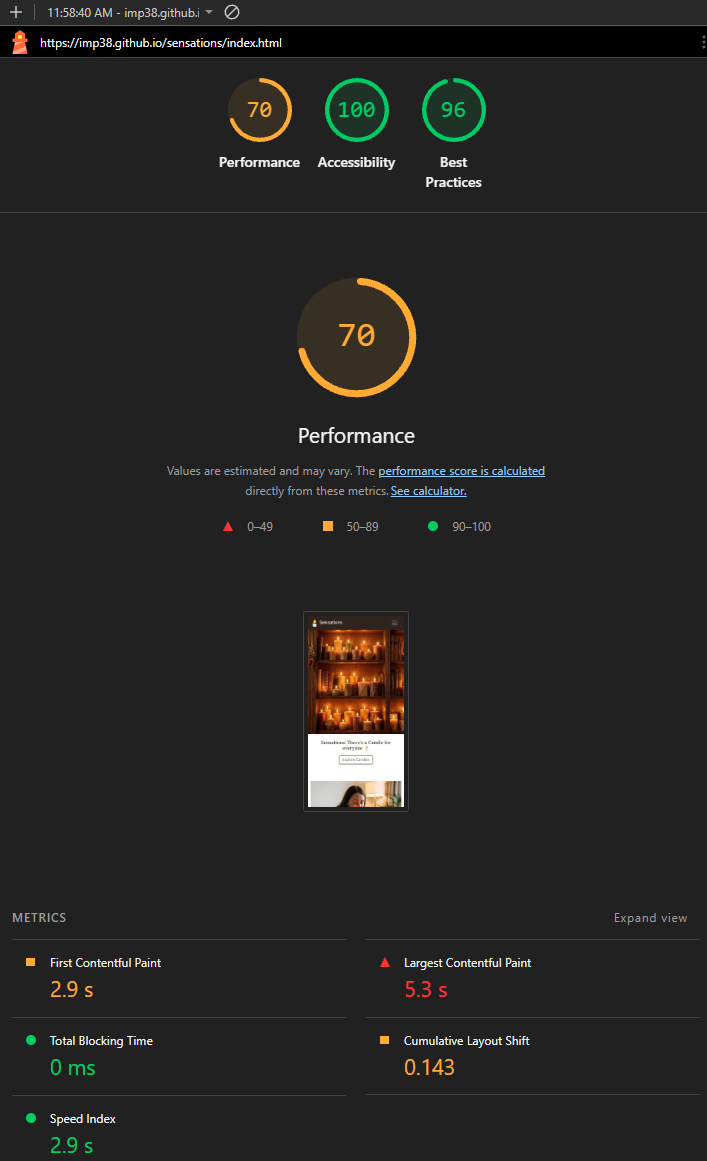 11:58:40 AM - imp38.github.i
https://imp38.github.io/sensations/index.html
70
100
96
Performance
Accessibility
Best
Practices
70
Performance
Values are estimated and may vary. The performance score is calculated
directly from these metrics. See calculator.
0–49
50–89
90–100
Sensations
Sensations: There's a Candle for
everyone
Explore Candles
METRICS
Expand view
First Contentful Paint
2.9 s
Largest Contentful Paint
5.3 s
Total Blocking Time
0 ms
Cumulative Layout Shift
0.143
Speed Index
2.9 s